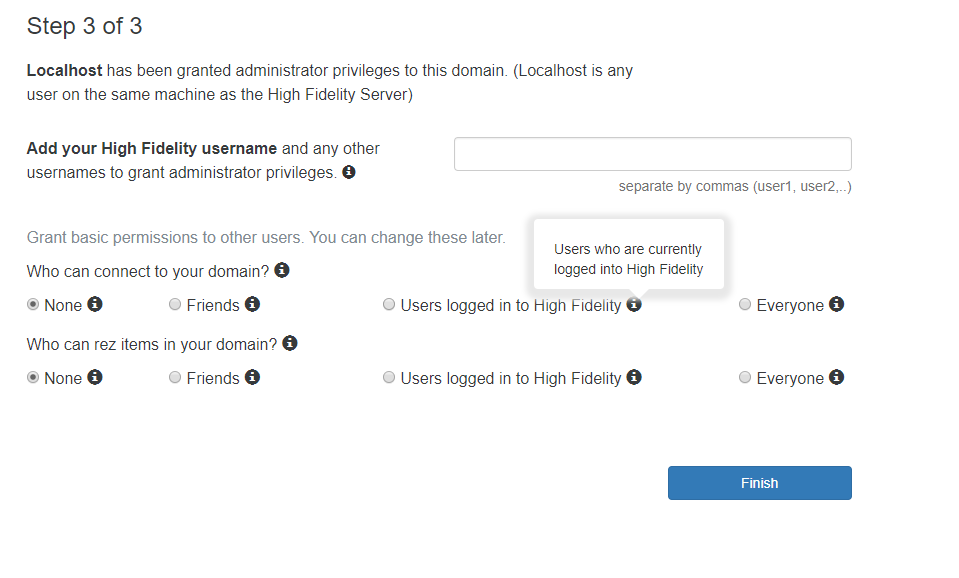 Step 3 of 3
Localhost has been granted administrator privileges to this domain. (Localhost is any
user on the same machine as the High Fidelity Server)
Add your High Fidelity username and any other
usernames to grant administrator privileges.
separate by commas (user1, user2,..)
Grant basic permissions to other users. You can change these later.
Users who are currently
logged into High Fidelity
Who can connect to your domain?
None Friends Users logged in to High Fidelity Everyone
Who can rez items in your domain?
None Friends Users logged in to High Fidelity Everyone
Finish